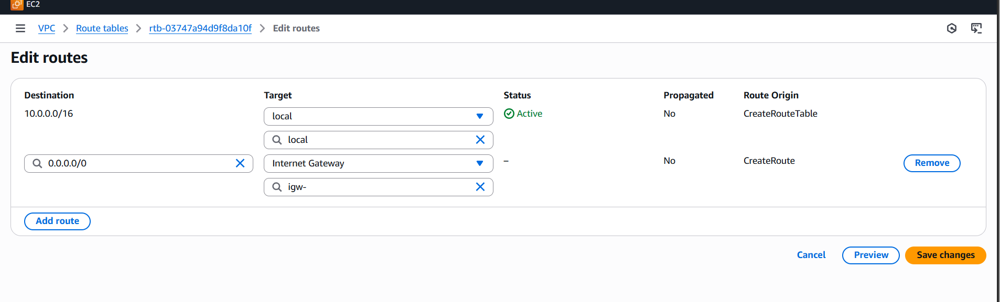 EC2
VPC > Route tables > rtb-03747a94d9f8da10f > Edit routes
Edit routes
Destination Target Status Propagated Route Origin
10.0.0.0/16 local Active No CreateRouteTable
local
0.0.0.0/0 Internet Gateway – No CreateRoute Remove
igw-
Add route
Cancel Preview Save changes